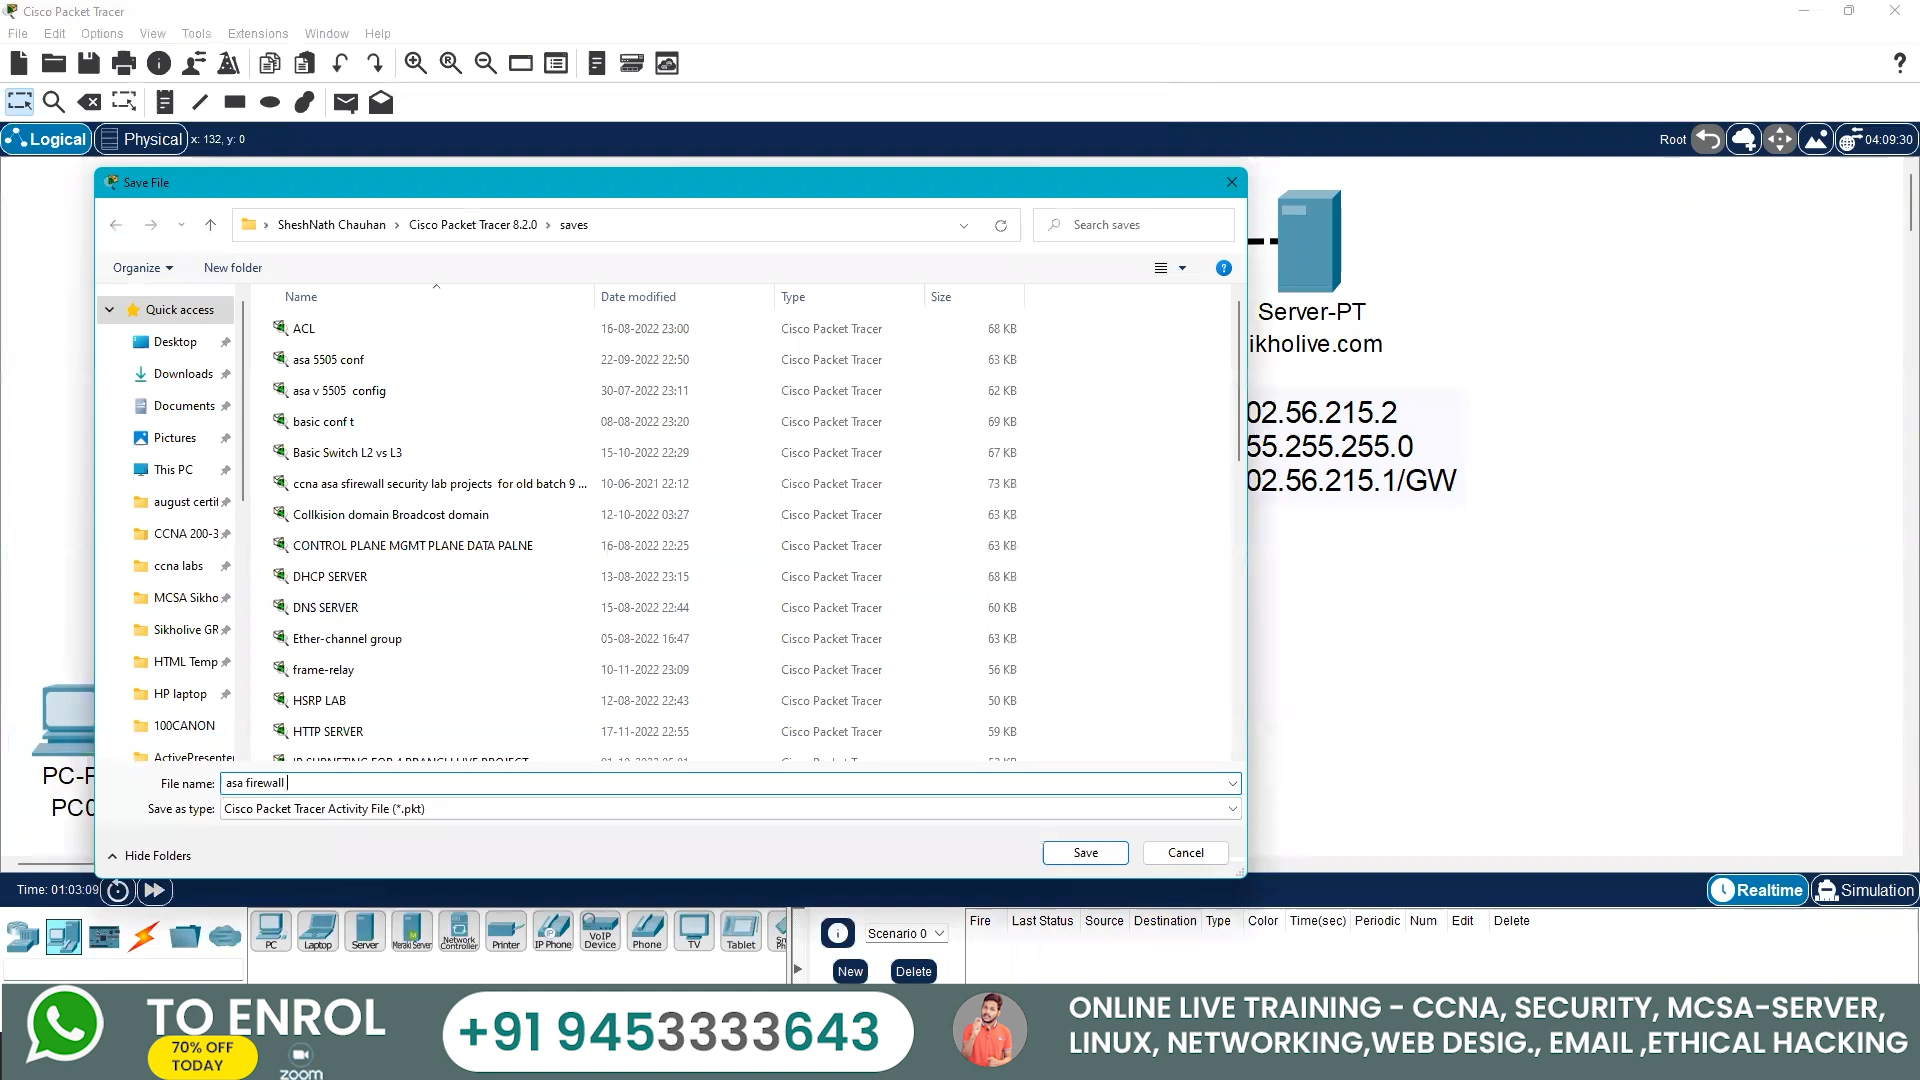 Cisco Packet Tracer
File Edit Options View Tools Extensions Window Help
Logical Physical x: 132, y: 0 Root 04:09:30
Save File
SheshNath Chauhan > Cisco Packet Tracer 8.2.0 > saves Search saves
Organize New folder
Name Date modified Type Size
Quick access
Desktop
Downloads
Documents
Pictures
This PC
august certif
CCNA 200-3
ccna labs
MCSA Sikho
Sikholive GR
HTML Temp
HP laptop
100CANON
ActivePresenter
ACL 16-08-2022 23:00 Cisco Packet Tracer 68 KB
asa 5505 conf 22-09-2022 22:50 Cisco Packet Tracer 63 KB
asa v 5505 config 30-07-2022 23:11 Cisco Packet Tracer 62 KB
basic conf t 08-08-2022 23:20 Cisco Packet Tracer 69 KB
Basic Switch L2 vs L3 15-10-2022 22:29 Cisco Packet Tracer 67 KB
ccna asa sfirewall security lab projects for old batch 9 ... 10-06-2021 22:12 Cisco Packet Tracer 73 KB
Collkision domain Broadcost domain 12-10-2022 03:27 Cisco Packet Tracer 63 KB
CONTROL PLANE MGMT PLANE DATA PALNE 16-08-2022 22:25 Cisco Packet Tracer 63 KB
DHCP SERVER 13-08-2022 23:15 Cisco Packet Tracer 68 KB
DNS SERVER 15-08-2022 22:44 Cisco Packet Tracer 60 KB
Ether-channel group 05-08-2022 16:47 Cisco Packet Tracer 63 KB
frame-relay 10-11-2022 23:09 Cisco Packet Tracer 56 KB
HSRP LAB 12-08-2022 22:43 Cisco Packet Tracer 50 KB
HTTP SERVER 17-11-2022 22:55 Cisco Packet Tracer 59 KB
File name: asa firewall
Save as type: Cisco Packet Tracer Activity File (*.pkt)
Hide Folders Save Cancel
Server-PT
ikholive.com
02.56.215.2
55.255.255.0
02.56.215.1/GW
PC-P
PC0
Time: 01:03:09 Realtime Simulation
PC Laptop Server Meraki Server Network Controller Printer IP Phone VoIP Device Phone TV Tablet
Scenario 0
New Delete
Fire Last Status Source Destination Type Color Time(sec) Periodic Num Edit Delete
TO ENROL
70% OFF
TODAY
zoom
+91 9453333643
ONLINE LIVE TRAINING - CCNA, SECURITY, MCSA-SERVER,
LINUX, NETWORKING,WEB DESIG., EMAIL ,ETHICAL HACKING